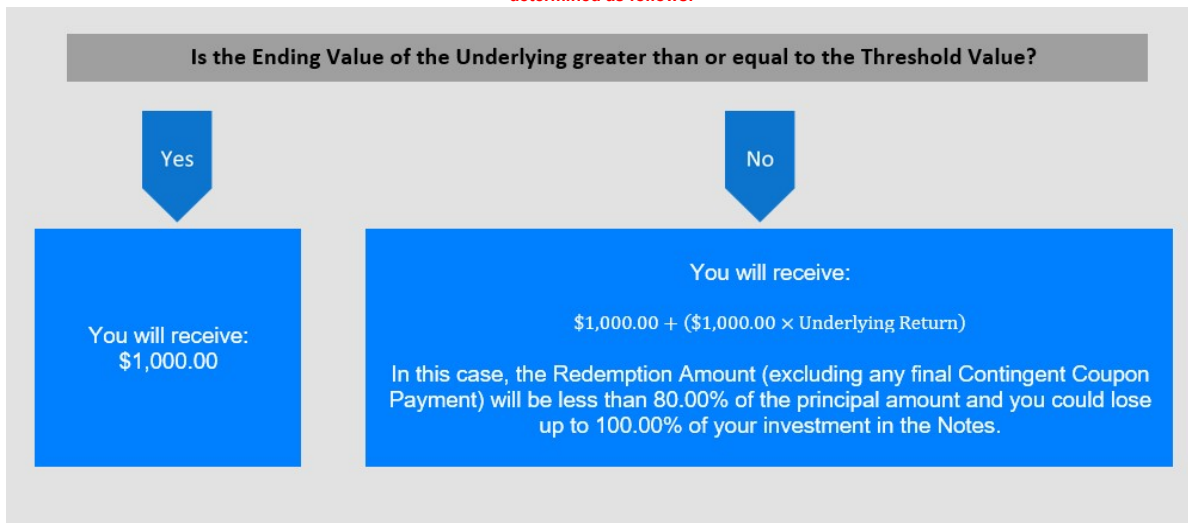 determined as follows:
Is the Ending Value of the Underlying greater than or equal to the Threshold Value?
Yes
No
You will receive:
$1,000.00
You will receive:
$1,000.00 + ($1,000.00 × Underlying Return)
In this case, the Redemption Amount (excluding any final Contingent Coupon
Payment) will be less than 80.00% of the principal amount and you could lose
up to 100.00% of your investment in the Notes.